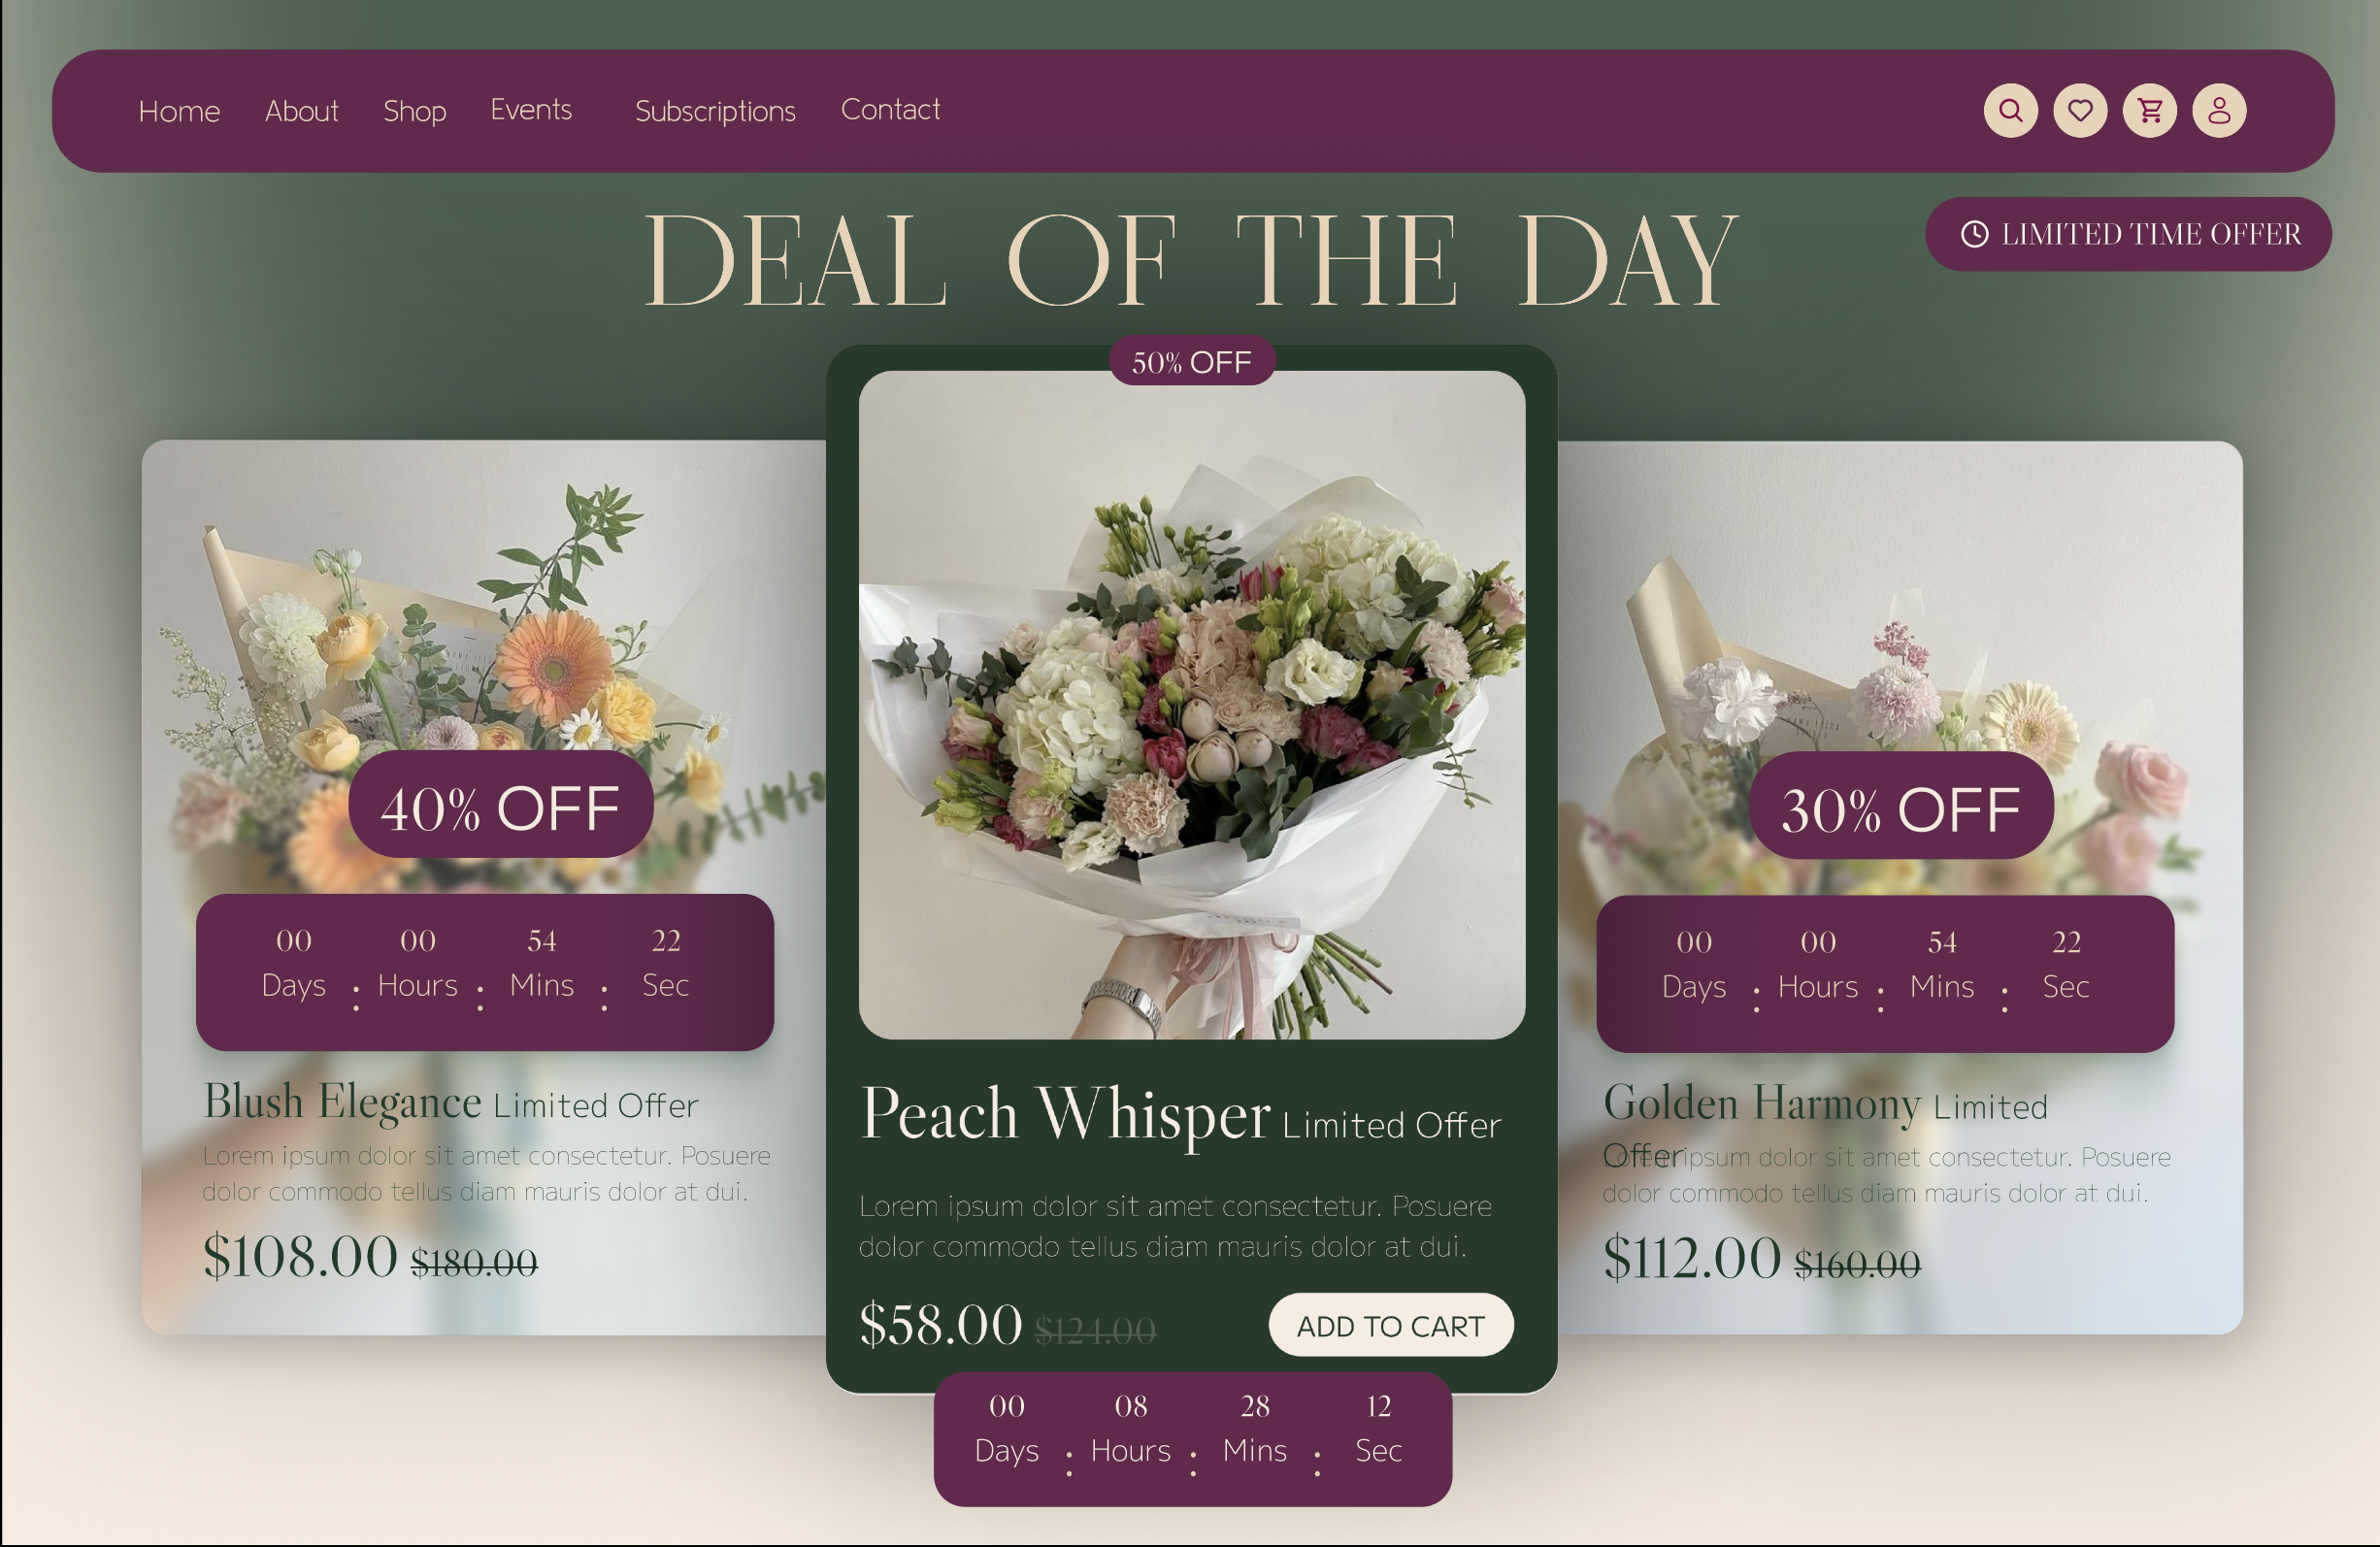 Home About Shop Events Subscriptions Contact
DEAL OF THE DAY
LIMITED TIME OFFER
40% OFF
00 00 54 22
Days : Hours : Mins : Sec
Blush Elegance Limited Offer
Lorem ipsum dolor sit amet consectetur. Posuere
dolor commodo tellus diam mauris dolor at dui.
$108.00 $180.00
50% OFF
Peach Whisper Limited Offer
Lorem ipsum dolor sit amet consectetur. Posuere
dolor commodo tellus diam mauris dolor at dui.
$58.00 $124.00
ADD TO CART
00 08 28 12
Days : Hours : Mins : Sec
30% OFF
00 00 54 22
Days : Hours : Mins : Sec
Golden Harmony Limited
Offer
Lorem ipsum dolor sit amet consectetur. Posuere
dolor commodo tellus diam mauris dolor at dui.
$112.00 $160.00